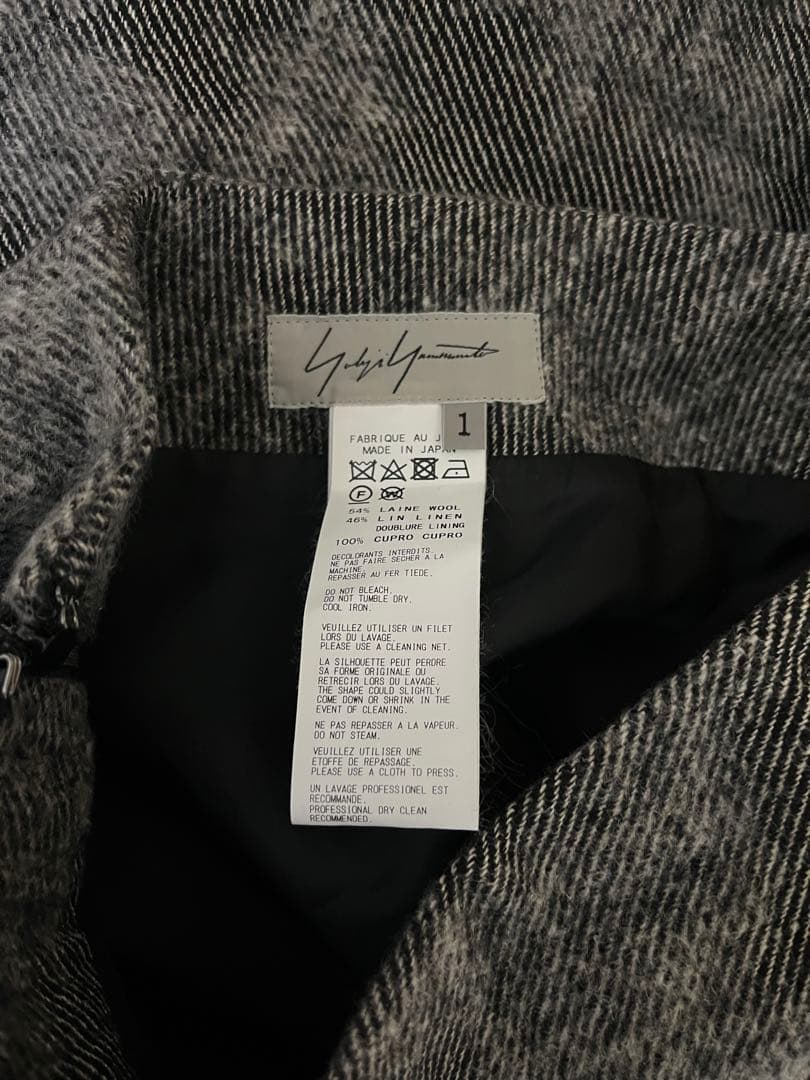 Yohji Yamamoto
1
FABRIQUE AU J
MADE IN JAPAN
F
W
54% LAINE WOOL
46% LIN LINEN
DOUBLURE LINING
100% CUPRO CUPRO
DECOLORANTS INTERDITS.
NE PAS FAIRE SECHER A LA
MACHINE.
REPASSER AU FER TIEDE.
DO NOT BLEACH.
DO NOT TUMBLE DRY.
COOL IRON.
VEUILLEZ UTILISER UN FILET
LORS DU LAVAGE.
PLEASE USE A CLEANING NET.
LA SILHOUETTE PEUT PERDRE
SA FORME ORIGINALE OU
RETRECIR LORS DU LAVAGE.
THE SHAPE COULD SLIGHTLY
COME DOWN OR SHRINK IN THE
EVENT OF CLEANING.
NE PAS REPASSER A LA VAPEUR.
DO NOT STEAM.
VEUILLEZ UTILISER UNE
ETOFFE DE REPASSAGE.
PLEASE USE A CLOTH TO PRESS.
UN LAVAGE PROFESSIONEL EST
RECOMMANDE.
PROFESSIONAL DRY CLEAN
RECOMMENDED.